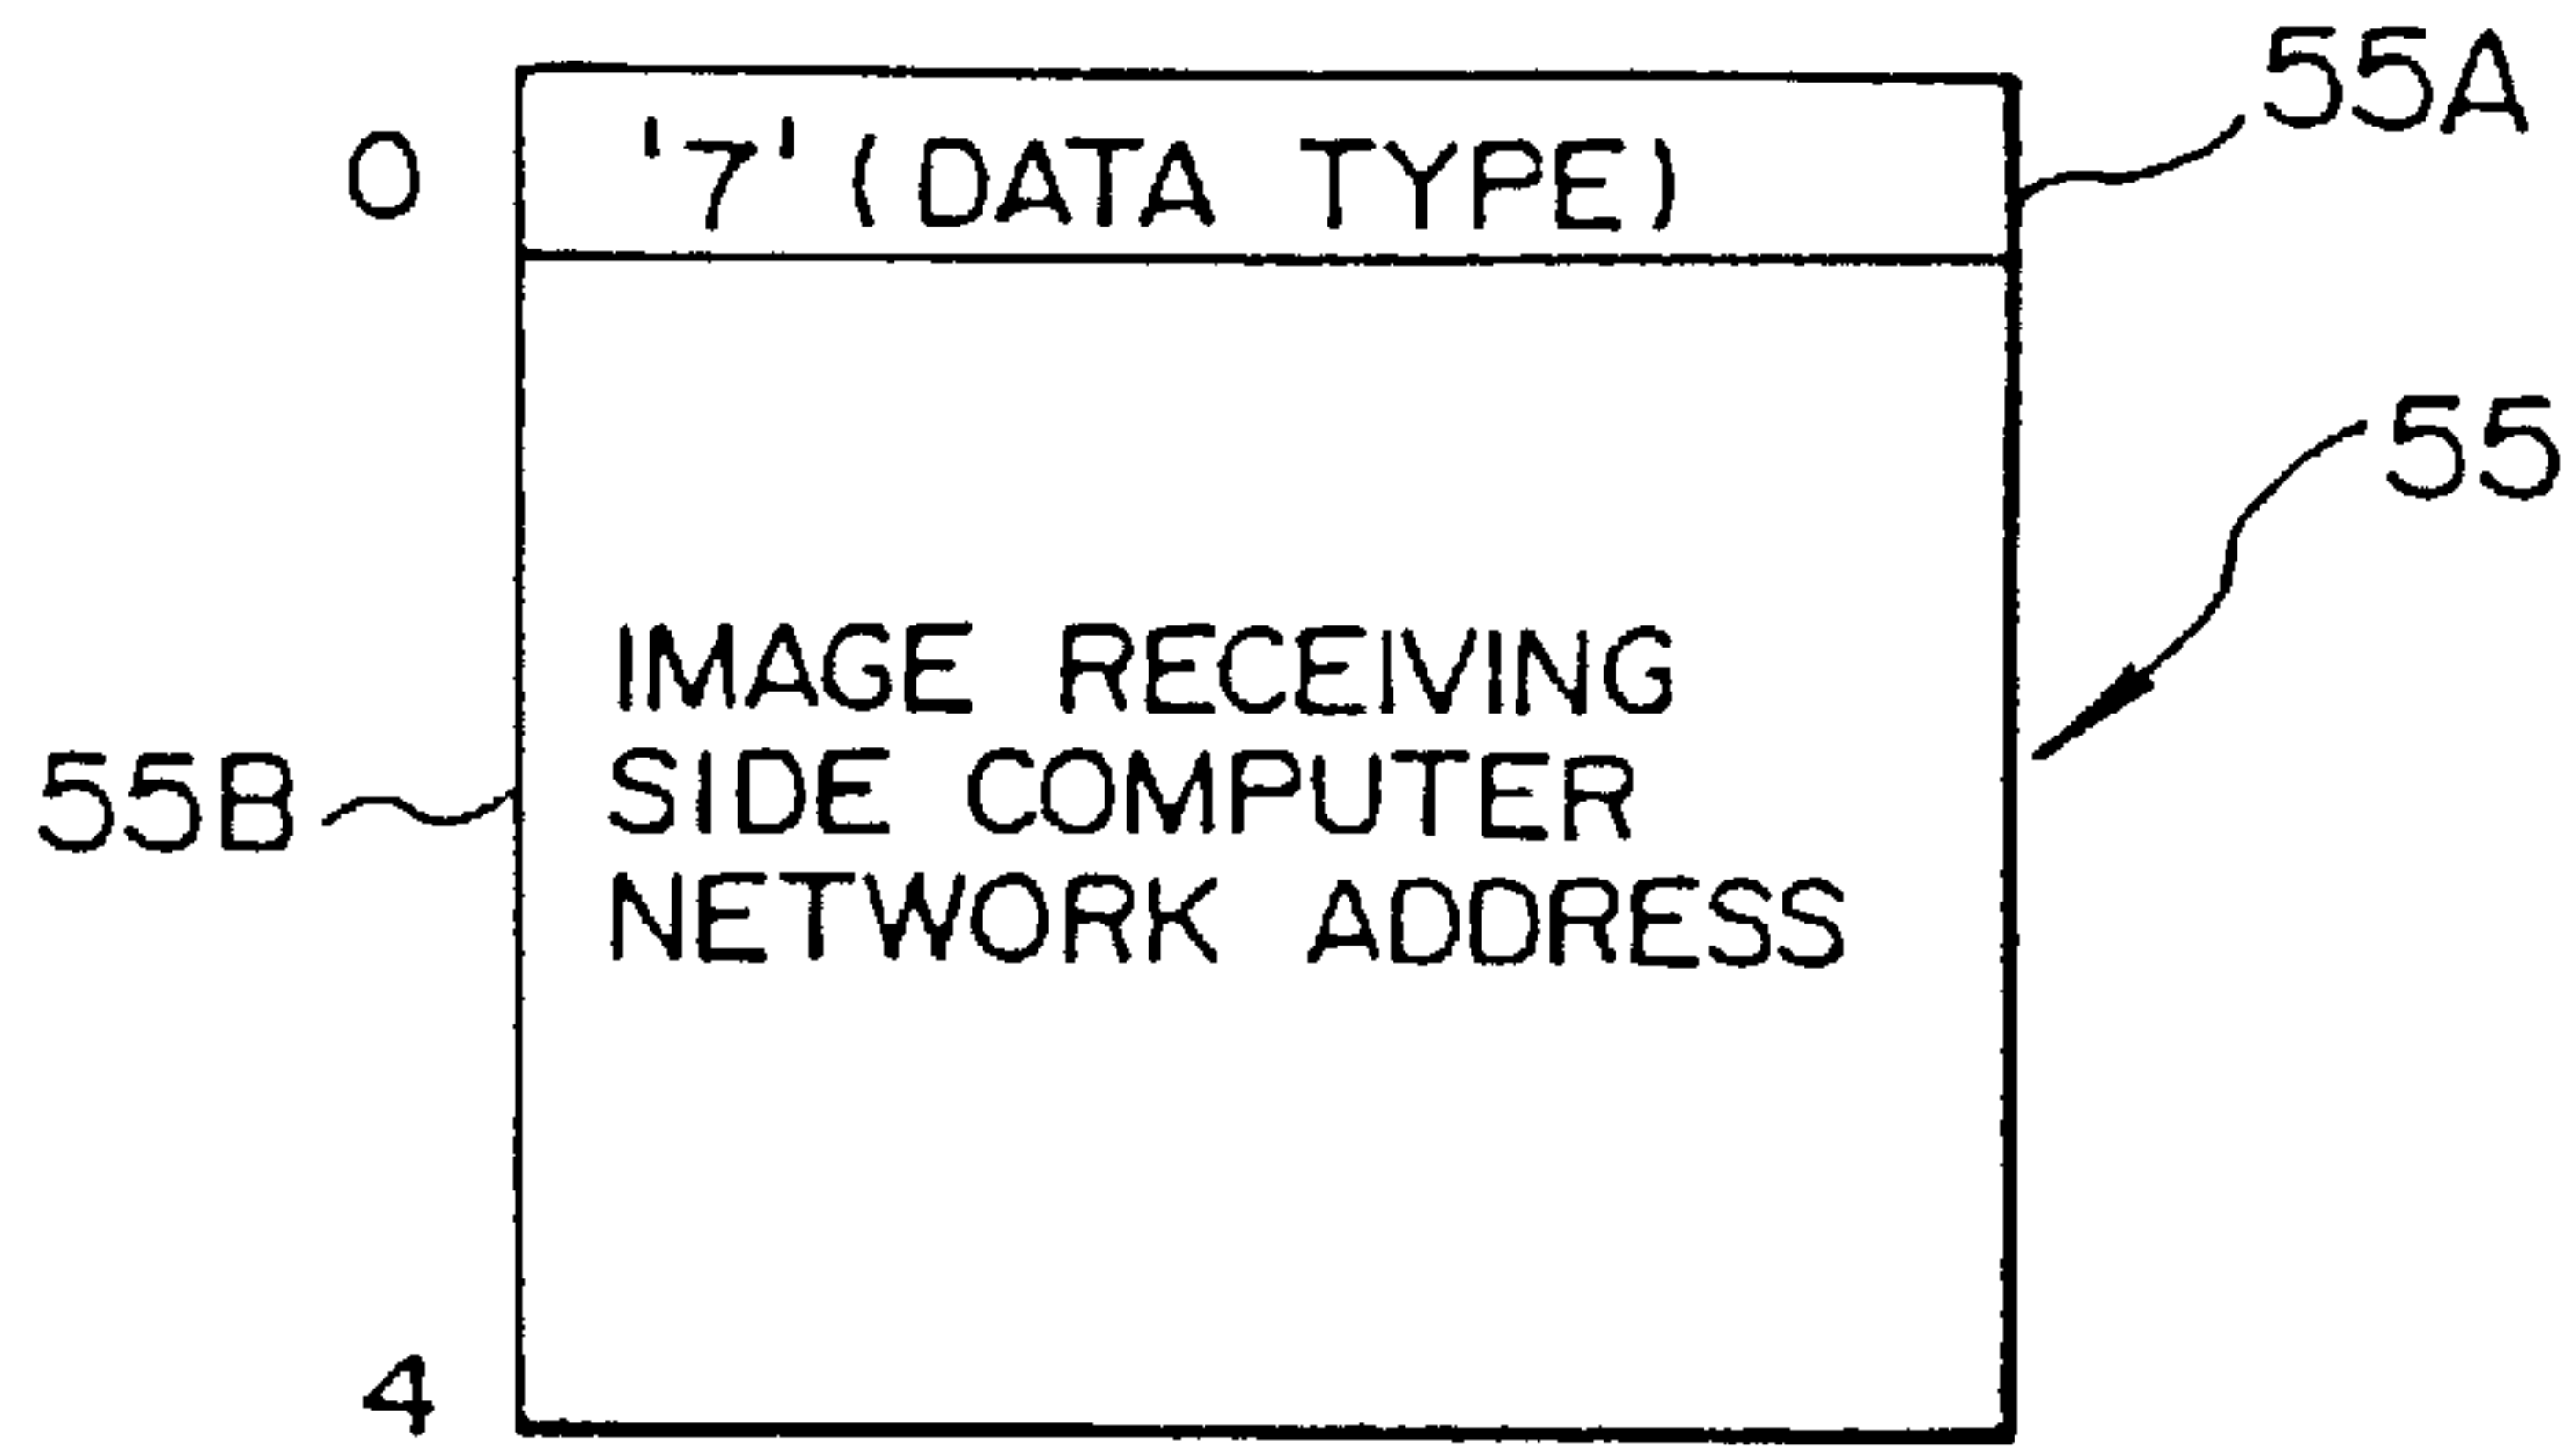 55A
0 '7' (DATA TYPE)
55
IMAGE RECEIVING
55B SIDE COMPUTER
NETWORK ADDRESS
4